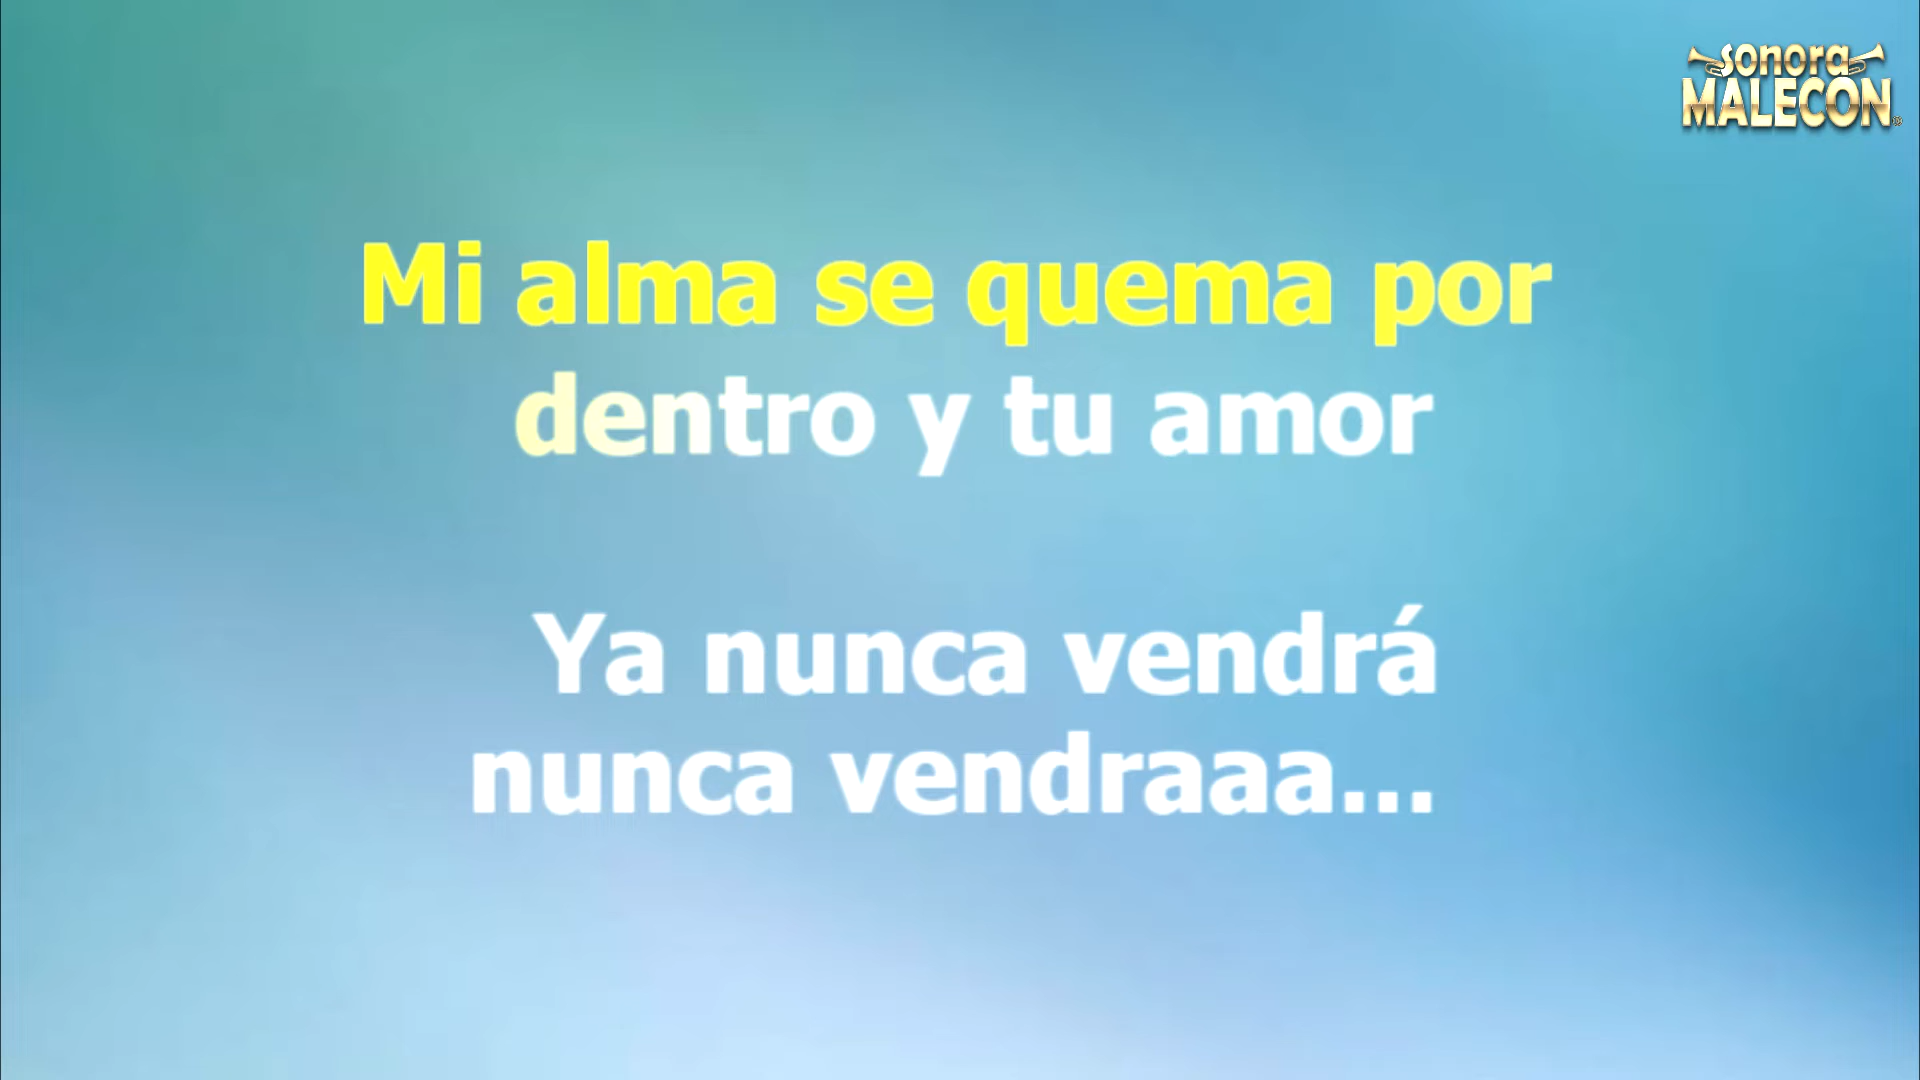 sonora
MALECON®
Mi alma se quema por
dentro y tu amor
Ya nunca vendrá
nunca vendraaa...